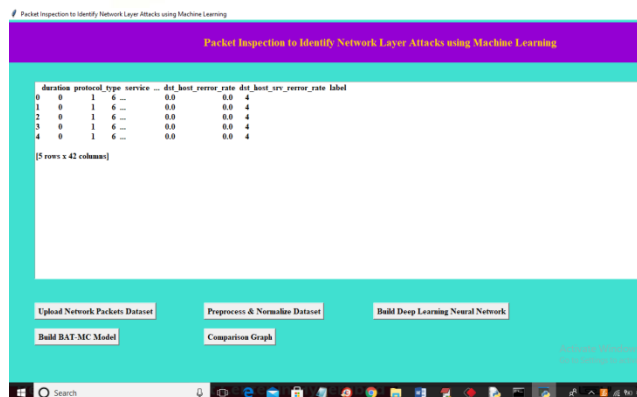 Packet Inspection to Identify Network Layer Attacks using Machine Learning
Packet Inspection to Identify Network Layer Attacks using Machine Learning
duration protocol_type service ... dst_host_rerror_rate dst_host_srv_rerror_rate label
0 0 1 6 ... 0.0 0.0 4
1 0 1 6 ... 0.0 0.0 4
2 0 1 6 ... 0.0 0.0 4
3 0 1 6 ... 0.0 0.0 4
4 0 1 6 ... 0.0 0.0 4
[5 rows x 42 columns]
Upload Network Packets Dataset Preprocess & Normalize Dataset Build Deep Learning Neural Network
Build BAT-MC Model Comparison Graph
Search